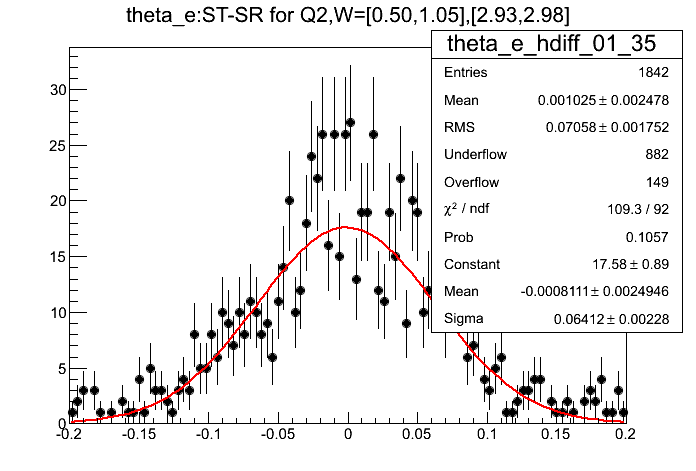 theta_e:ST-SR for Q2,W=[0.50,1.05],[2.93,2.98]
theta_e_hdiff_01_35
Entries 1842
Mean 0.001025 ± 0.002478
RMS 0.07058 ± 0.001752
Underflow 882
Overflow 149
χ² / ndf 109.3 / 92
Prob 0.1057
Constant 17.58 ± 0.89
Mean -0.0008111 ± 0.0024946
Sigma 0.06412 ± 0.00228
30
25
20
15
10
5
0
-0.2 -0.15 -0.1 -0.05 0 0.05 0.1 0.15 0.2